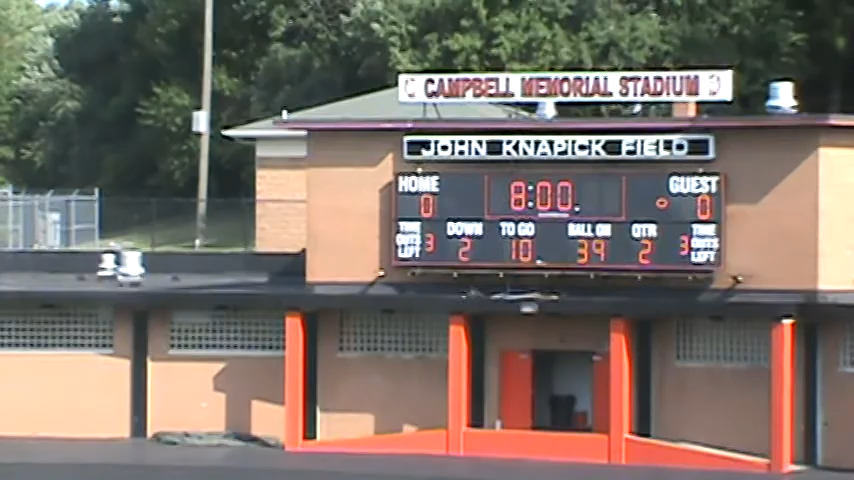 CAMPBELL MEMORIAL STADIUM
JOHN KNAPICK FIELD
HOME 8:00 GUEST
0 0
TIME OUTS LEFT 3 DOWN TO GO BALL ON QTR 3 TIME OUTS LEFT
2 10 39 2